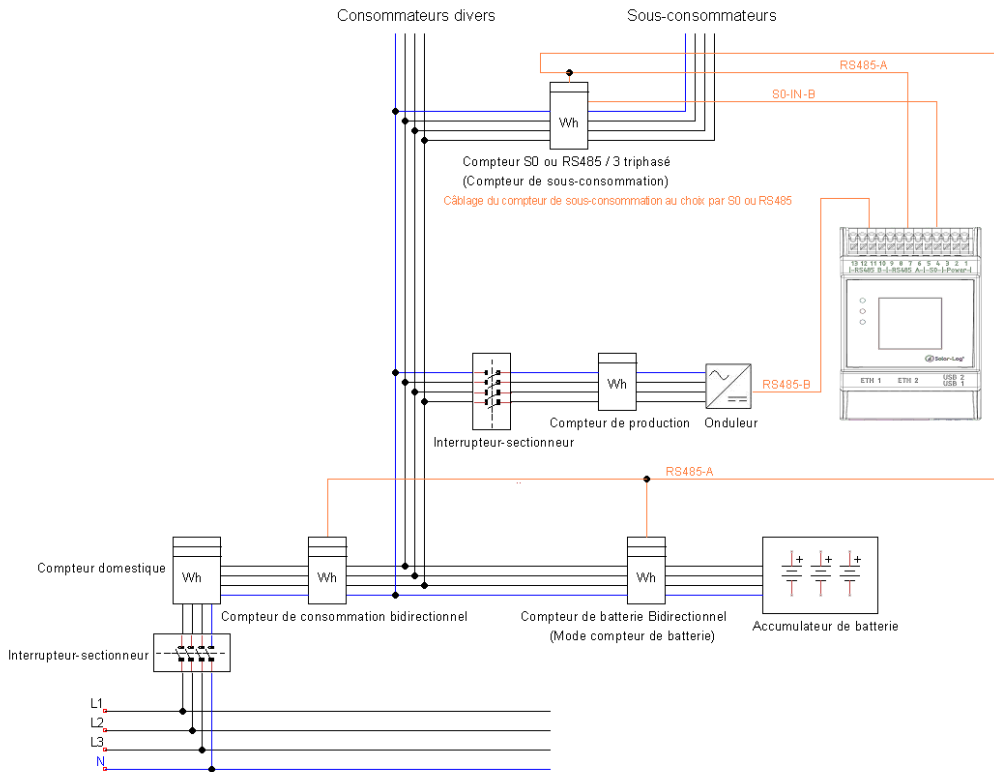 Consommateurs divers
Sous-consommateurs
RS485-A
S0-IN-B
Wh
Compteur S0 ou RS485 / 3 triphasé
(Compteur de sous-consommation)
Câblage du compteur de sous-consommation au choix par S0 ou RS485
13 12 11 10 9 8 7 6 5 4 3 2 1
|-RS485 B-|-RS485 A-|-S0-|-Power-|
Solar-Log®
ETH 1 ETH 2 USB 2
USB 1
Wh
RS485-B
Compteur de production
Onduleur
Interrupteur-sectionneur
RS485-A
..
Compteur domestique
Wh
Wh
Wh
+ + +
Compteur de consommation bidirectionnel
Compteur de batterie Bidirectionnel
(Mode compteur de batterie)
Accumulateur de batterie
Interrupteur-sectionneur
L1
L2
L3
N